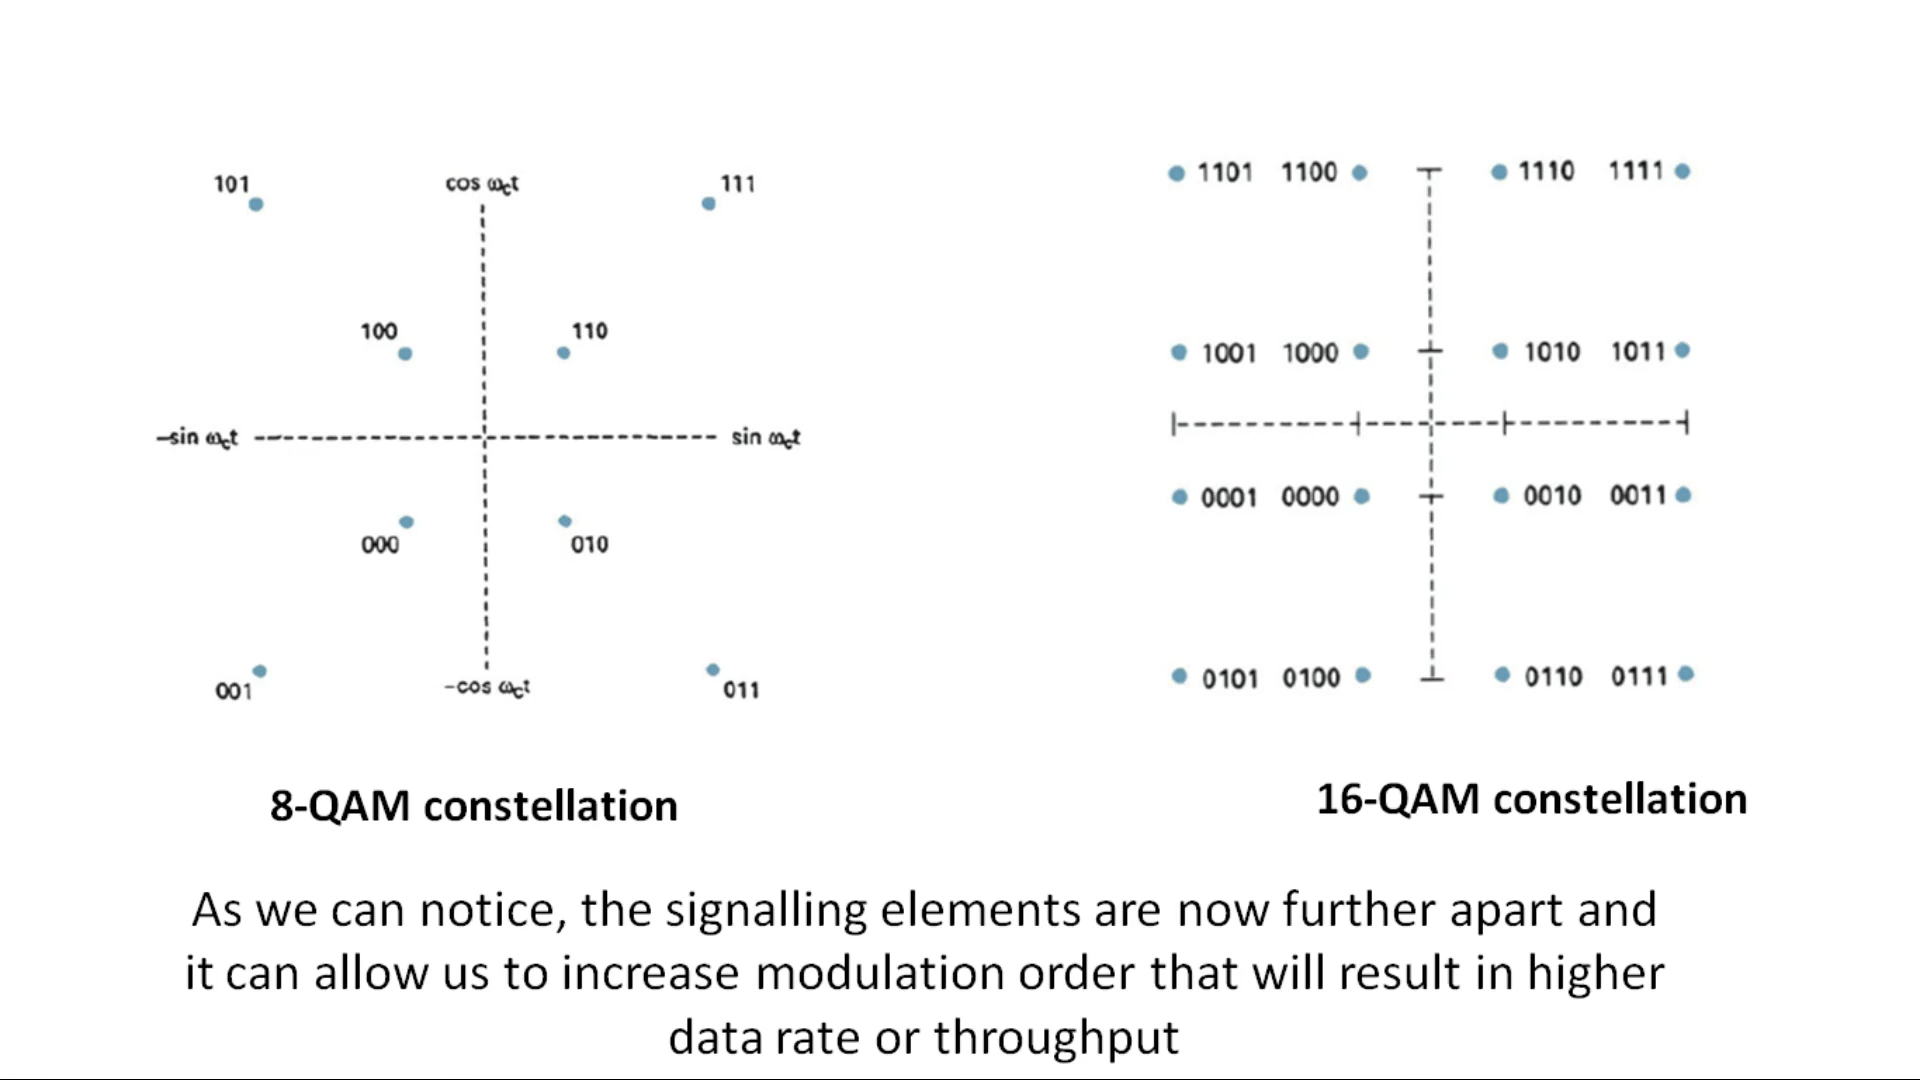 101
cos ωct
111
100
110
–sin ωct
sin ωct
000
010
001
-cos ωct
011
8-QAM constellation
1101 1100 1110 1111
1001 1000 1010 1011
0001 0000 0010 0011
0101 0100 0110 0111
16-QAM constellation
As we can notice, the signalling elements are now further apart and
it can allow us to increase modulation order that will result in higher
data rate or throughput